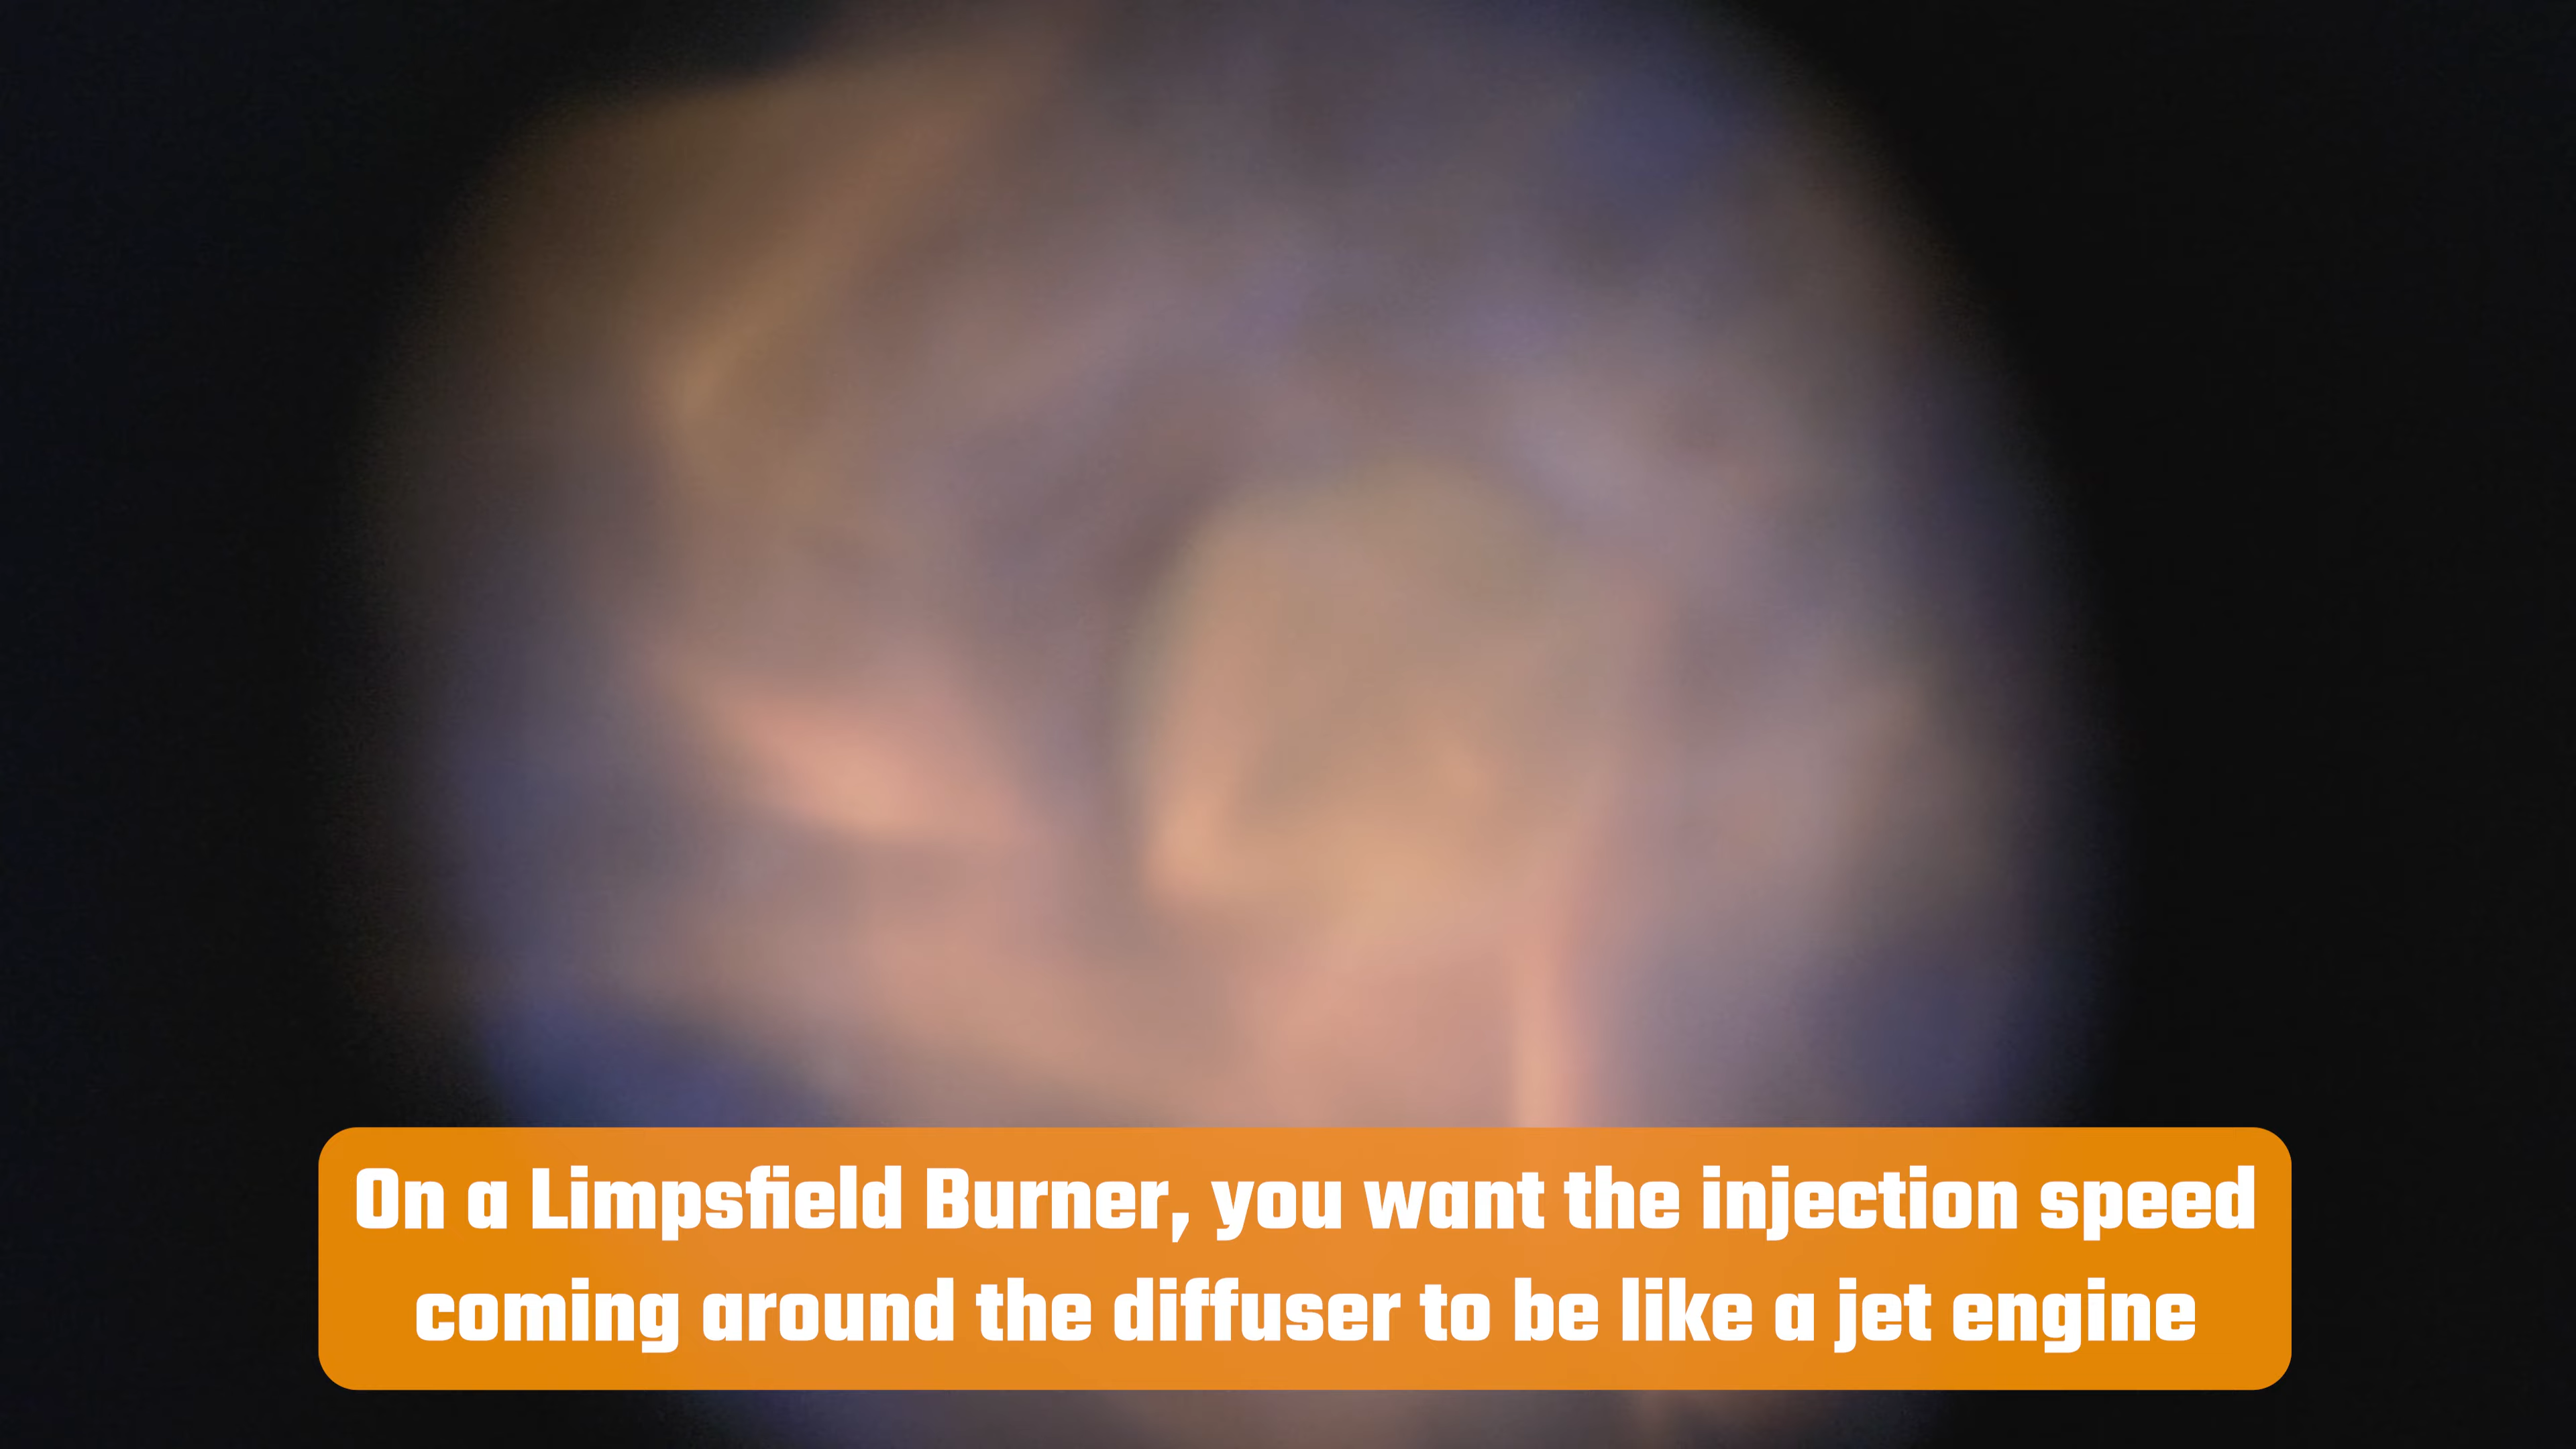 On a Limpsfield Burner, you want the injection speed
coming around the diffuser to be like a jet engine